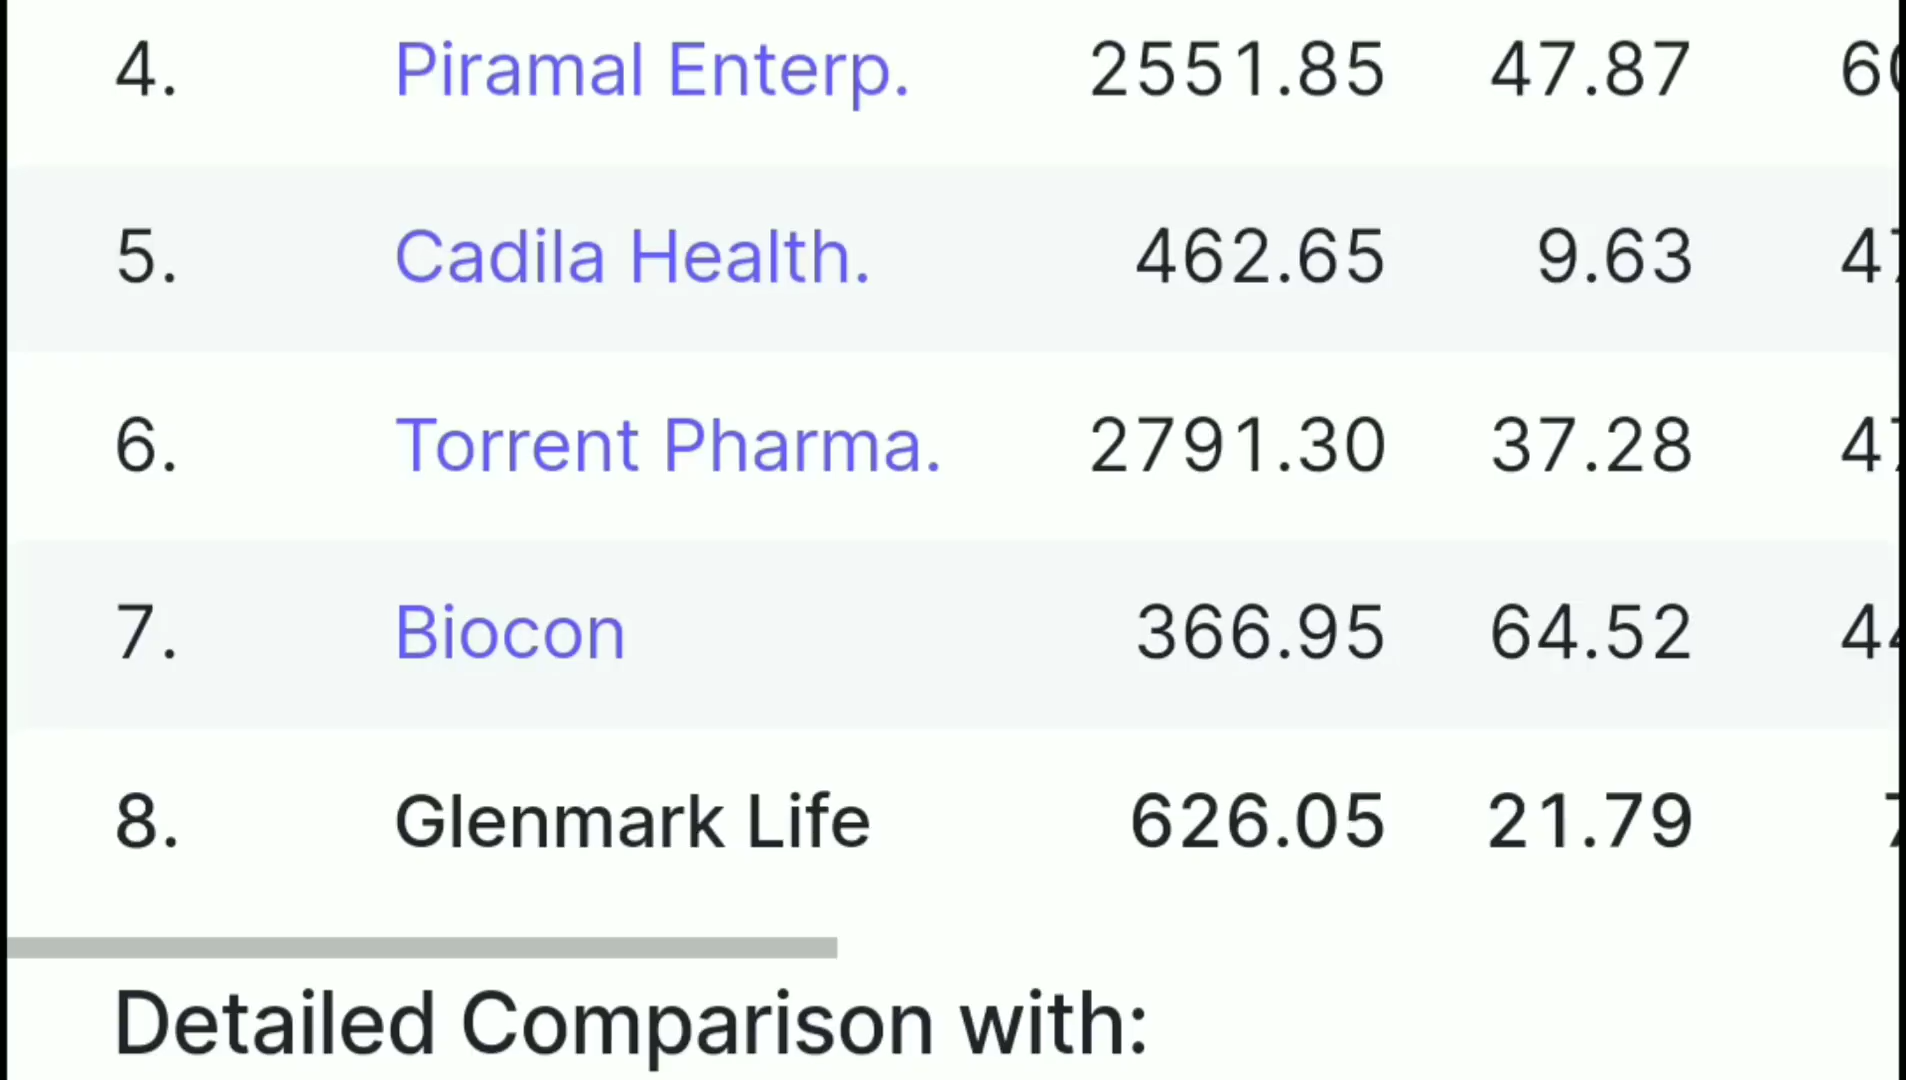 4. Piramal Enterp. 2551.85 47.87
5. Cadila Health. 462.65 9.63
6. Torrent Pharma. 2791.30 37.28
7. Biocon 366.95 64.52
8. Glenmark Life 626.05 21.79
Detailed Comparison with: